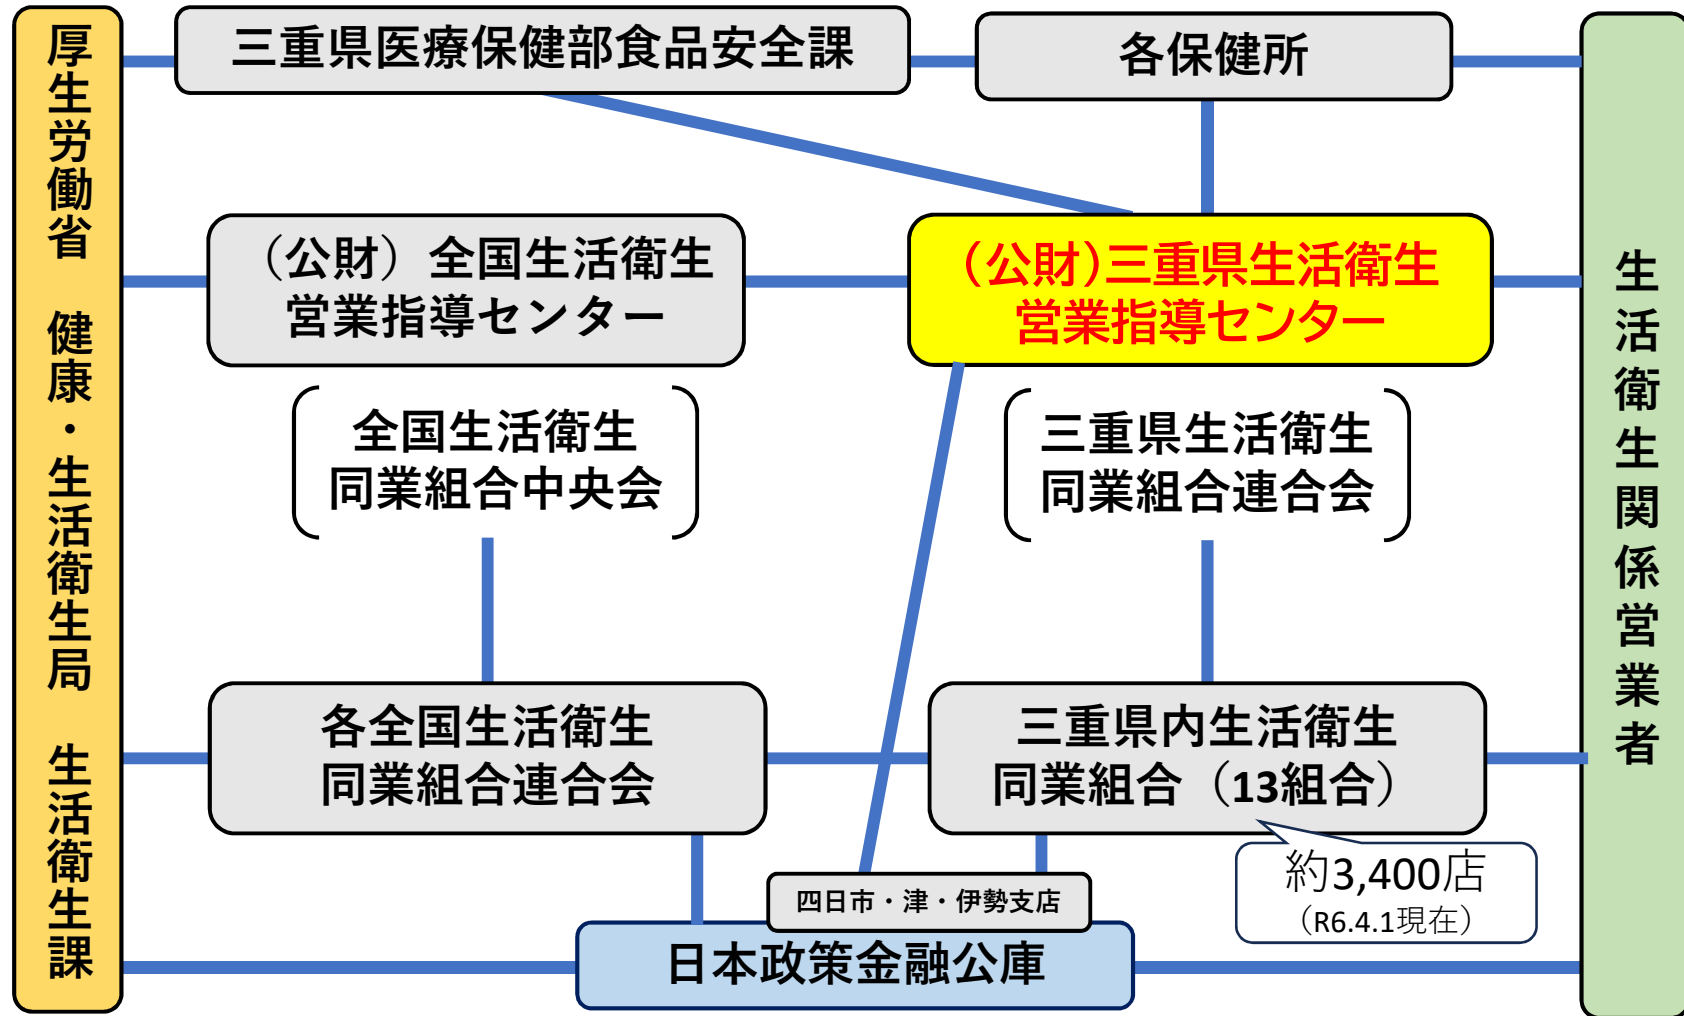 厚生労働省　健康・生活衛生局　生活衛生課
三重県医療保健部食品安全課
各保健所
（公財）全国生活衛生
営業指導センター
（公財）三重県生活衛生
営業指導センター
全国生活衛生
同業組合中央会
三重県生活衛生
同業組合連合会
各全国生活衛生
同業組合連合会
三重県内生活衛生
同業組合（13組合）
約3,400店
（R6.4.1現在）
四日市・津・伊勢支店
日本政策金融公庫
生活衛生関係営業者